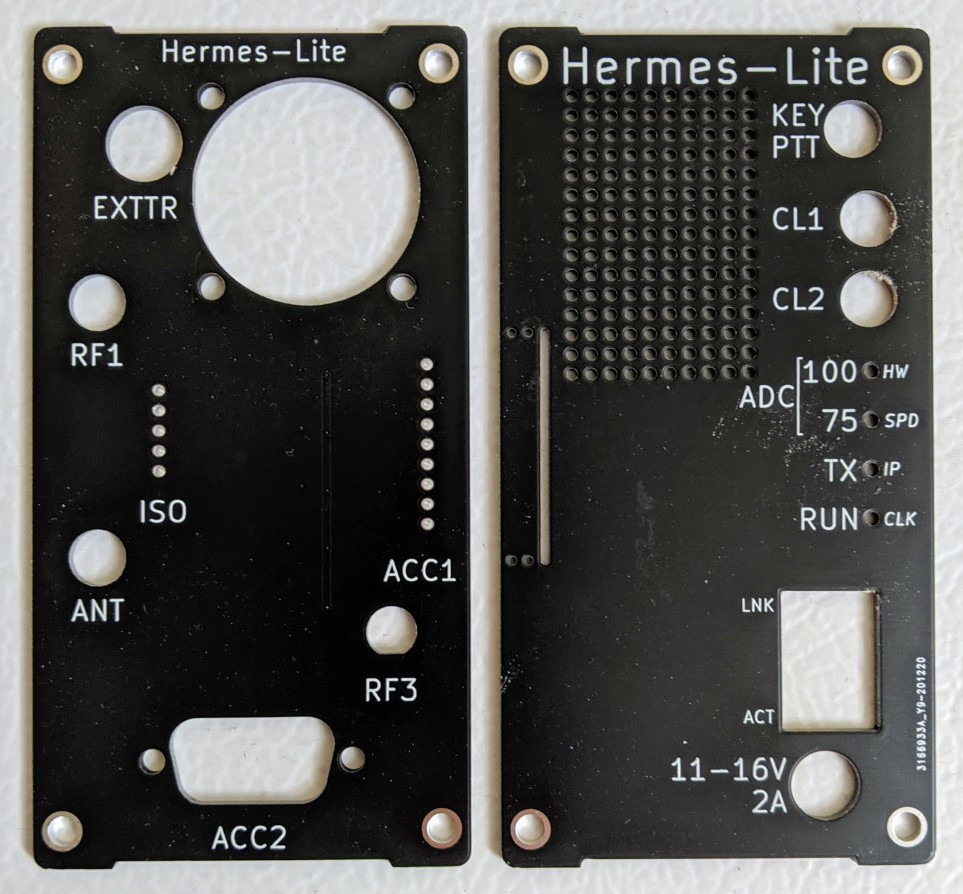 Hermes-Lite
EXTTR
RF1
ISO
ACC1
ANT
RF3
ACC2
Hermes-Lite
KEY
PTT
CL1
CL2
100 HW
ADC
75 SPD
TX IP
RUN CLK
LNK
ACT
3166933A_Y9-201220
11-16V
2A